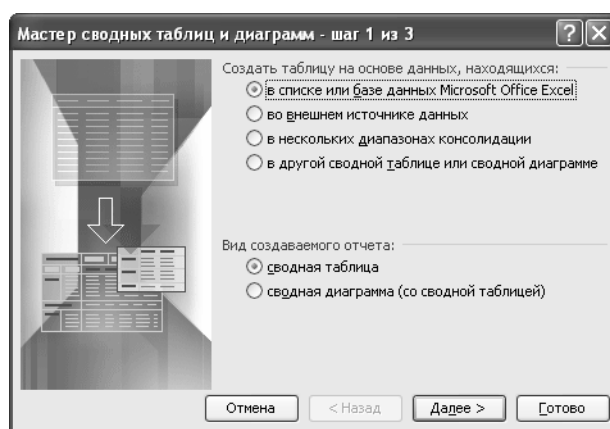 Мастер сводных таблиц и диаграмм - шаг 1 из 3
Создать таблицу на основе данных, находящихся:
в списке или базе данных Microsoft Office Excel
во внешнем источнике данных
в нескольких диапазонах консолидации
в другой сводной таблице или сводной диаграмме
Вид создаваемого отчета:
сводная таблица
сводная диаграмма (со сводной таблицей)
Отмена
< Назад
Далее >
Готово